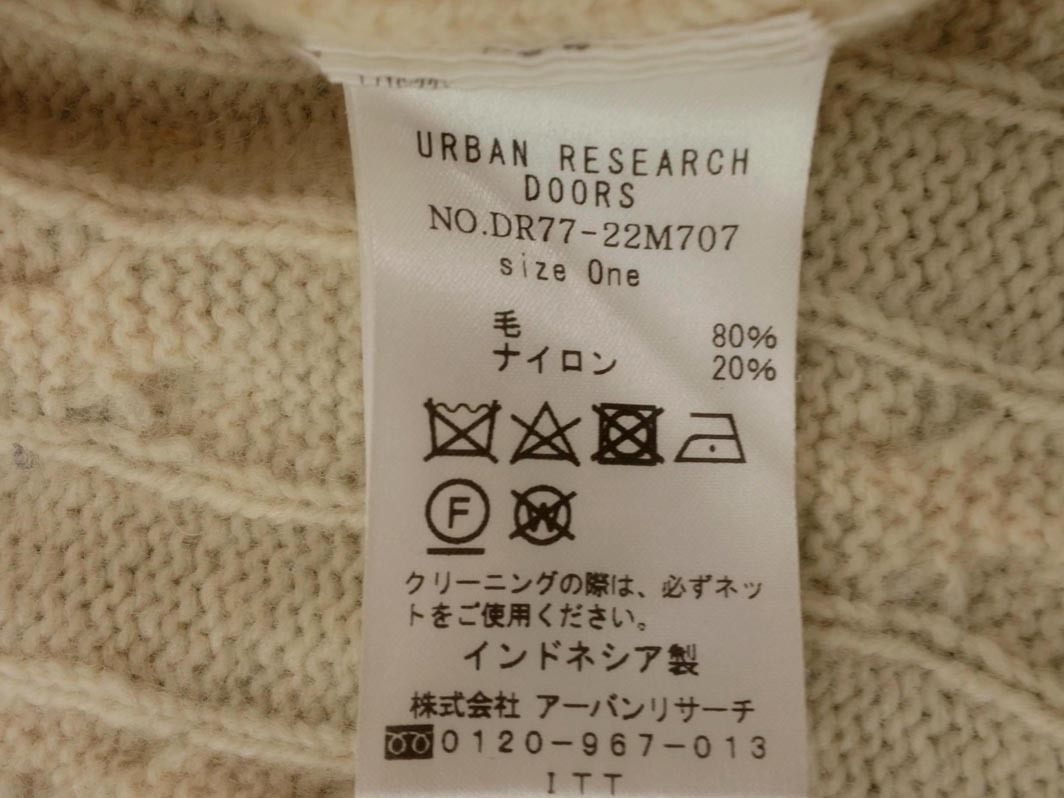 URBAN RESEARCH
DOORS
NO.DR77-22M707
size One
毛 80%
ナイロン 20%
F
W
クリーニングの際は、必ずネッ
トをご使用ください。
インドネシア製
株式会社 アーバンリサーチ
0120-967-013
ITT